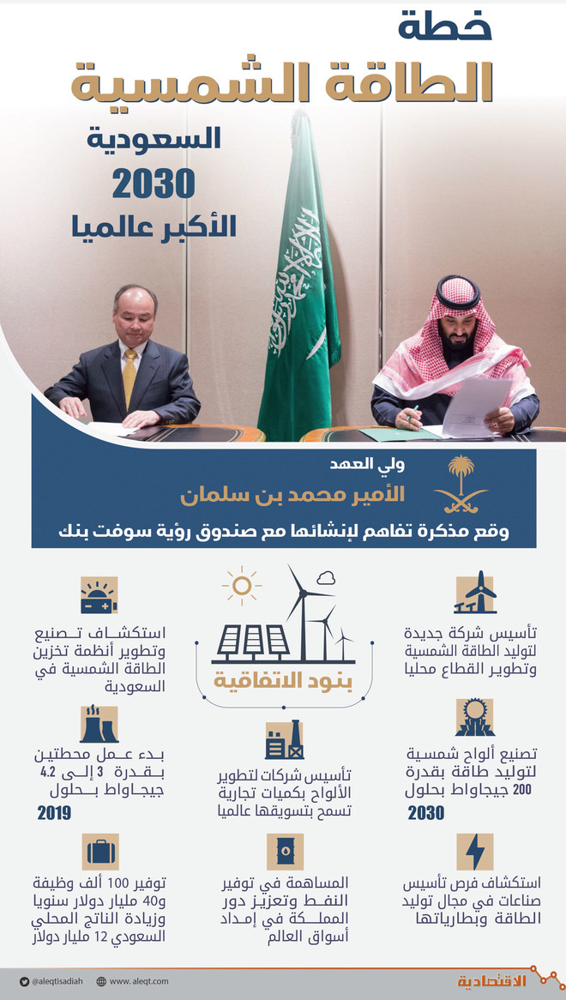 خطة
الطاقة الشمسية
السعودية
2030
الأكبر عالميا
ولي العهد
الأمير محمد بن سلمان
وقع مذكرة تفاهم لإنشائها مع صندوق رؤية سوفت بنك
بنود الاتفاقية
تأسيس شركة جديدة
لتوليد الطاقة الشمسية
وتطوير القطاع محليا
استكشاف تصنيع
وتطوير أنظمة تخزين
الطاقة الشمسية في
السعودية
تصنيع ألواح شمسية
لتوليد طاقة بقدرة
200 جيجاواط بحلول
2030
تأسيس شركات لتطوير
الألواح بكميات تجارية
تسمح بتسويقها عالميا
بدء عمل محطتين
بقدرة 3 إلى 4.2
جيجاواط بحلول
2019
استكشاف فرص تأسيس
صناعات في مجال توليد
الطاقة وبطارياتها
المساهمة في توفير
النفط وتعزيز دور
المملكة في إمداد
أسواق العالم
توفير 100 ألف وظيفة
و40 مليار دولار سنويا
وزيادة الناتج المحلي
السعودي 12 مليار دولار
@aleqtisadiah
www.aleqt.com
الاقتصادية